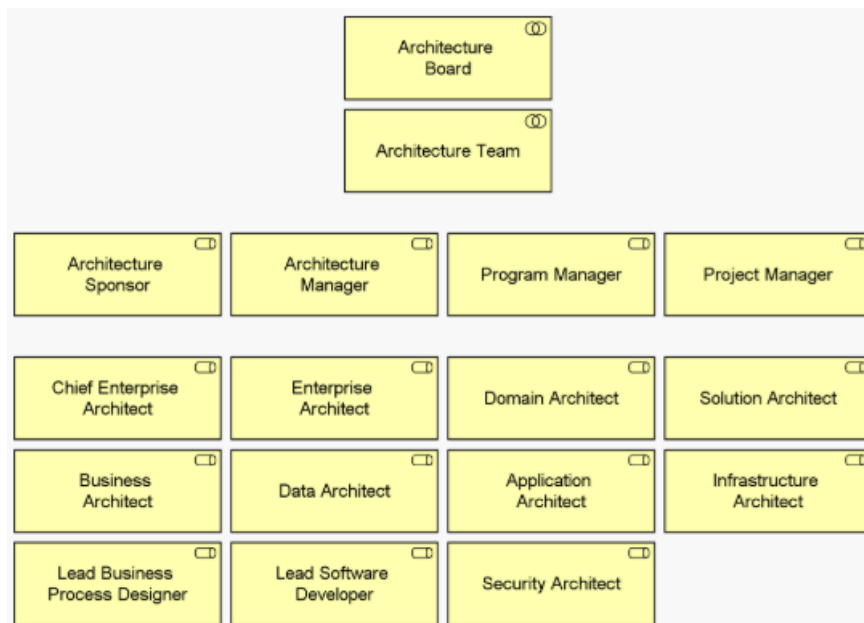 Architecture
Board
Architecture Team
Architecture
Sponsor
Architecture
Manager
Program Manager
Project Manager
Chief Enterprise
Architect
Enterprise
Architect
Domain Architect
Solution Architect
Business
Architect
Data Architect
Application
Architect
Infrastructure
Architect
Lead Business
Process Designer
Lead Software
Developer
Security Architect